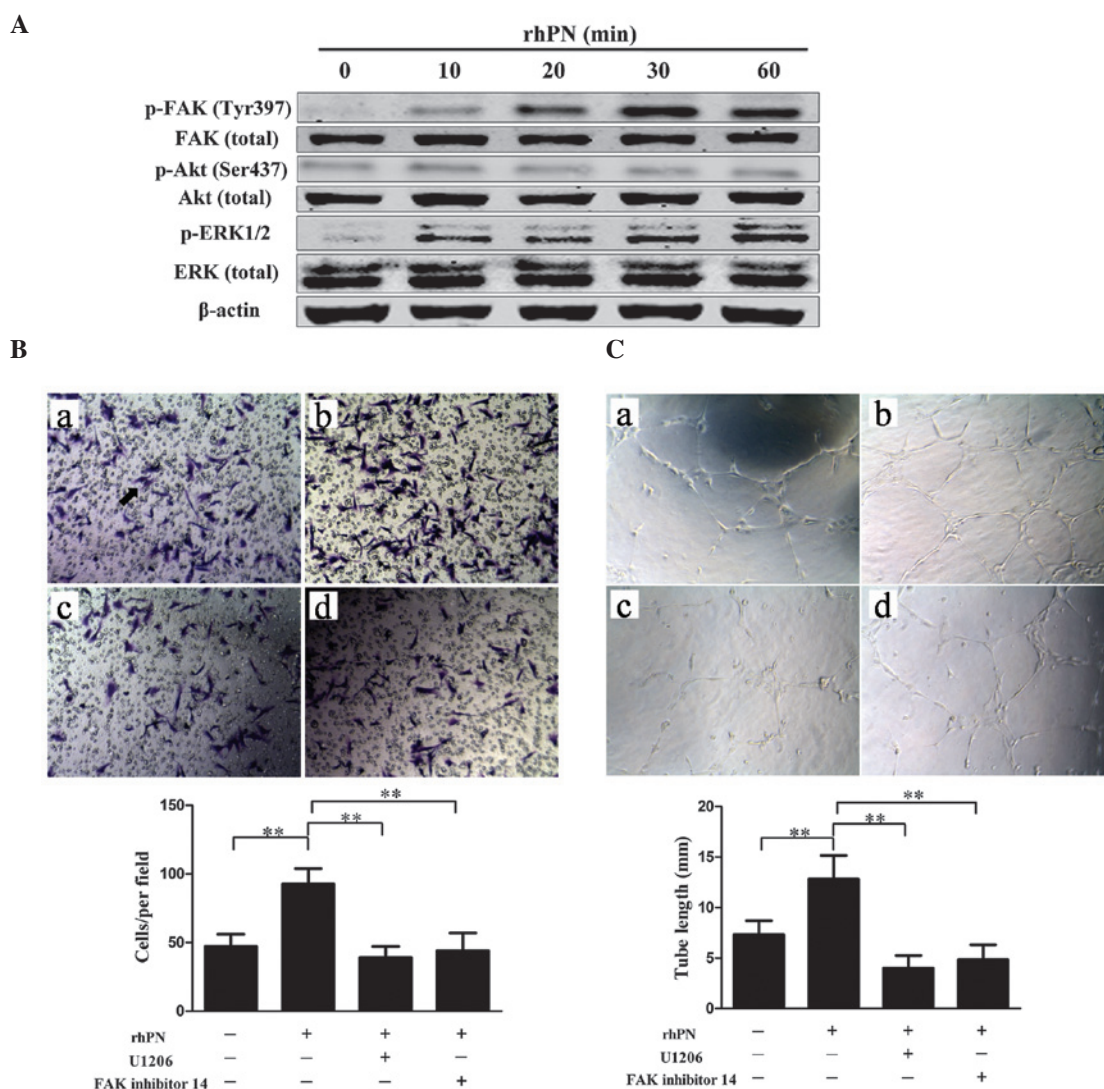 A
rhPN (min)
0 10 20 30 60
p-FAK (Tyr397)
FAK (total)
p-Akt (Ser437)
Akt (total)
p-ERK1/2
ERK (total)
β-actin
B
a b
c d
**
** **
150
100
50
0
Cells/per field
rhPN − + + +
U1206 − − + −
FAK inhibitor 14 − − − +
C
a b
c d
**
** **
20
15
10
5
0
Tube length (mm)
rhPN − + + +
U1206 − − + −
FAK inhibitor 14 − − − +